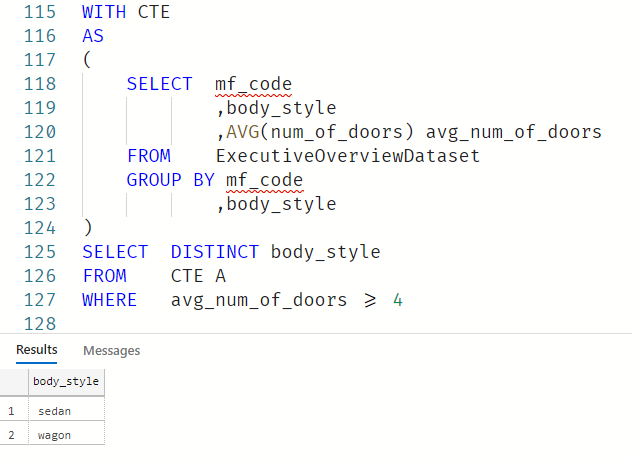 115 WITH CTE
116 AS
117 (
118 SELECT mf_code
119 ,body_style
120 ,AVG(num_of_doors) avg_num_of_doors
121 FROM ExecutiveOverviewDataset
122 GROUP BY mf_code
123 ,body_style
124 )
125 SELECT DISTINCT body_style
126 FROM CTE A
127 WHERE avg_num_of_doors ⩾ 4
128
Results Messages
body_style
1 sedan
2 wagon